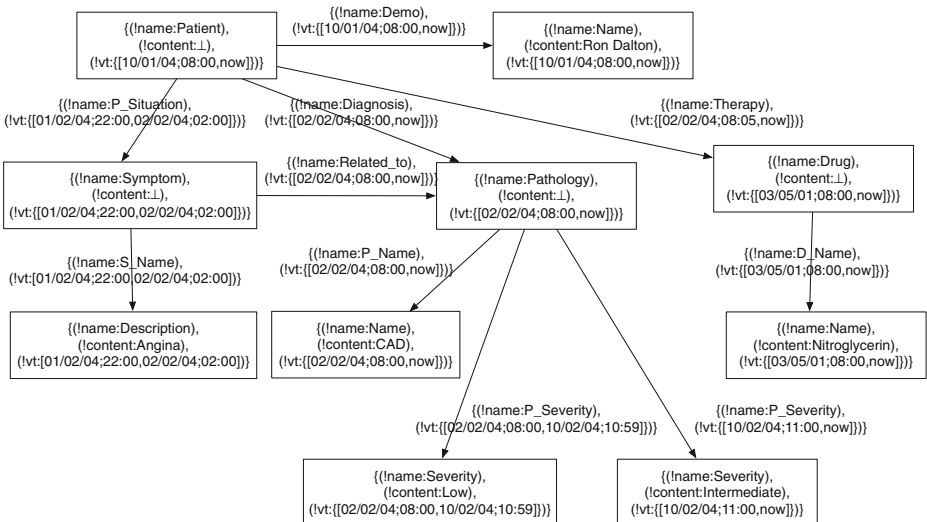 {(!name:Demo),
(!vt:{[10/01/04;08:00,now]})}
{(!name:Patient),
(!content:⊥),
(!vt:{[10/01/04;08:00,now]})}
{(!name:Name),
(!content:Ron Dalton),
(!vt:{[10/01/04;08:00,now]})}
{(!name:P_Situation),
(!vt:{[01/02/04;22:00,02/02/04;02:00]})}
{(!name:Diagnosis),
(!vt:{[02/02/04;08:00,now]})}
{(!name:Therapy),
(!vt:{[02/02/04;08:05,now]})}
{(!name:Symptom),
(!content:⊥),
(!vt:{[01/02/04;22:00,02/02/04;02:00]})}
{(!name:Related_to),
(!vt:{[02/02/04;08:00,now]})}
{(!name:Pathology),
(!content:⊥),
(!vt:{[02/02/04;08:00,now]})}
{(!name:Drug),
(!content:⊥),
(!vt:{[03/05/01;08:00,now]})}
{(!name:S_Name),
(!vt:[01/02/04;22:00,02/02/04;02:00])}
{(!name:P_Name),
(!vt:{[02/02/04;08:00,now]})}
{(!name:D_Name),
(!vt:{[03/05/01;08:00,now]})}
{(!name:Description),
(!content:Angina),
(!vt:[01/02/04;22:00,02/02/04;02:00])}
{(!name:Name),
(!content:CAD),
(!vt:{[02/02/04;08:00,now]})}
{(!name:Name),
(!content:Nitroglycerin),
(!vt:{[03/05/01;08:00,now]})}
{(!name:P_Severity),
(!vt:{[02/02/04;08:00,10/02/04;10:59]})}
{(!name:P_Severity),
(!vt:{[10/02/04;11:00,now]})}
{(!name:Severity),
(!content:Low),
(!vt:{[02/02/04;08:00,10/02/04;10:59]})}
{(!name:Severity),
(!content:Intermediate),
(!vt:{[10/02/04;11:00,now]})}